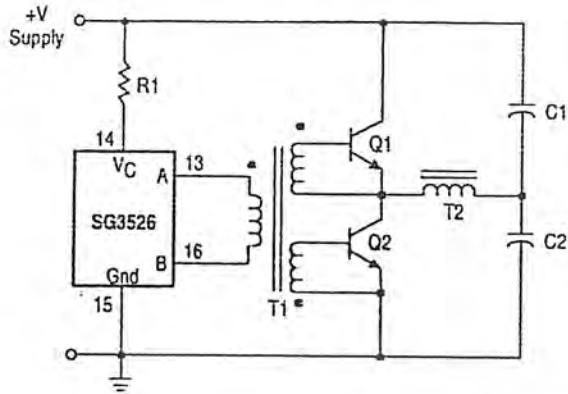 +V
Supply
R1
14
VC
A
13
SG3526
B
16
Gnd
15
T1
Q1
Q2
T2
C1
C2